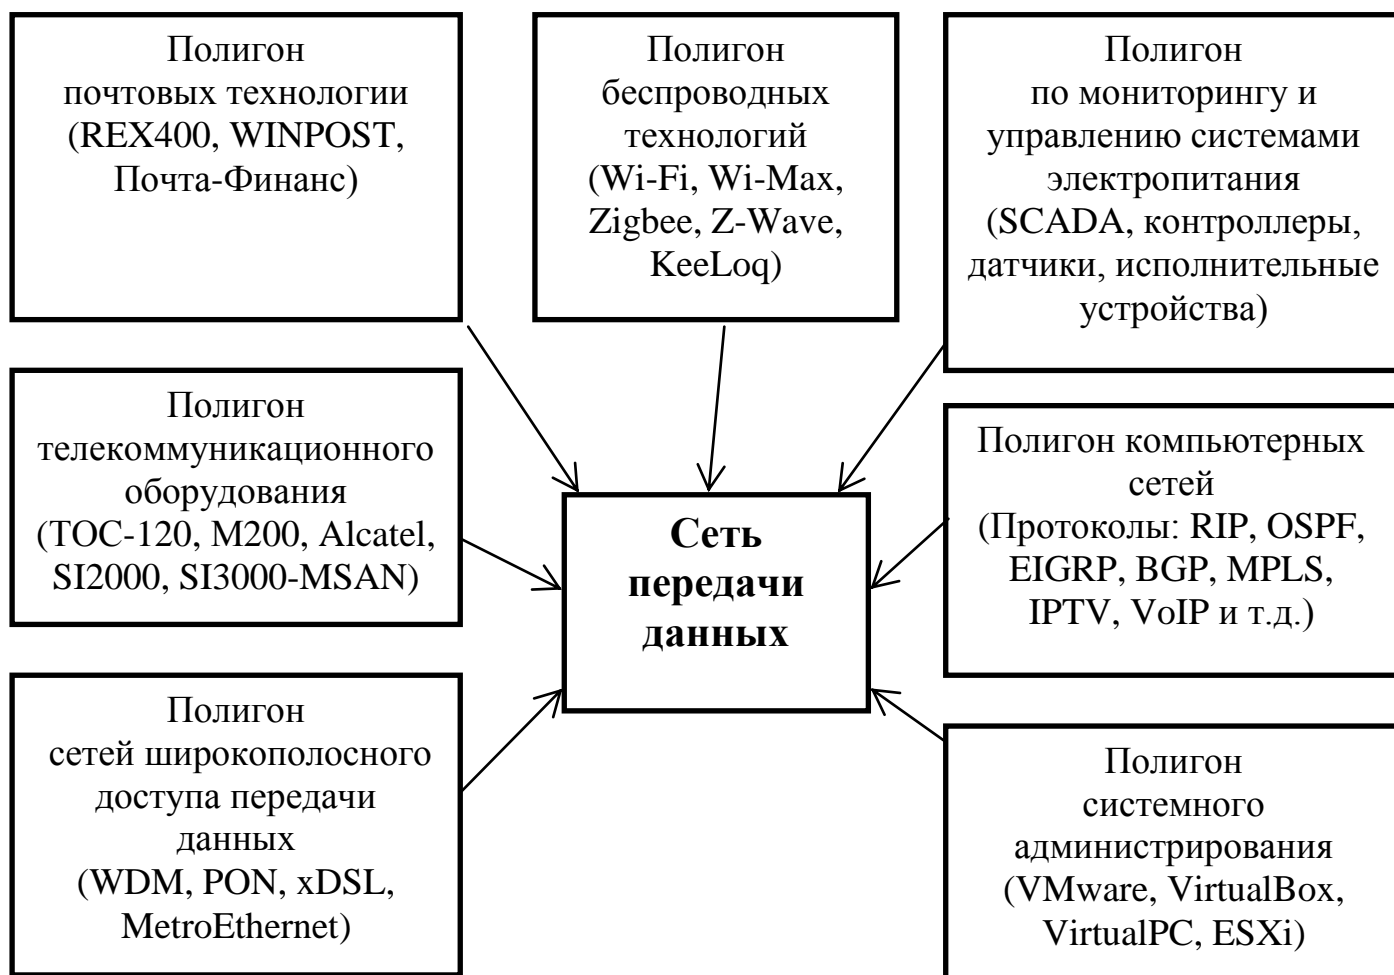 Полигон
почтовых технологии
(REX400, WINPOST,
Почта-Финанс)
Полигон
беспроводных
технологий
(Wi-Fi, Wi-Max,
Zigbee, Z-Wave,
KeeLoq)
Полигон
по мониторингу и
управлению системами
электропитания
(SCADA, контроллеры,
датчики, исполнительные
устройства)
Полигон
телекоммуникационного
оборудования
(ТОС-120, М200, Alcatel,
SI2000, SI3000-MSAN)
Сеть
передачи
данных
Полигон компьютерных
сетей
(Протоколы: RIP, OSPF,
EIGRP, BGP, MPLS,
IPTV, VoIP и т.д.)
Полигон
сетей широкополосного
доступа передачи
данных
(WDM, PON, xDSL,
MetroEthernet)
Полигон
системного
администрирования
(VMware, VirtualBox,
VirtualPC, ESXi)